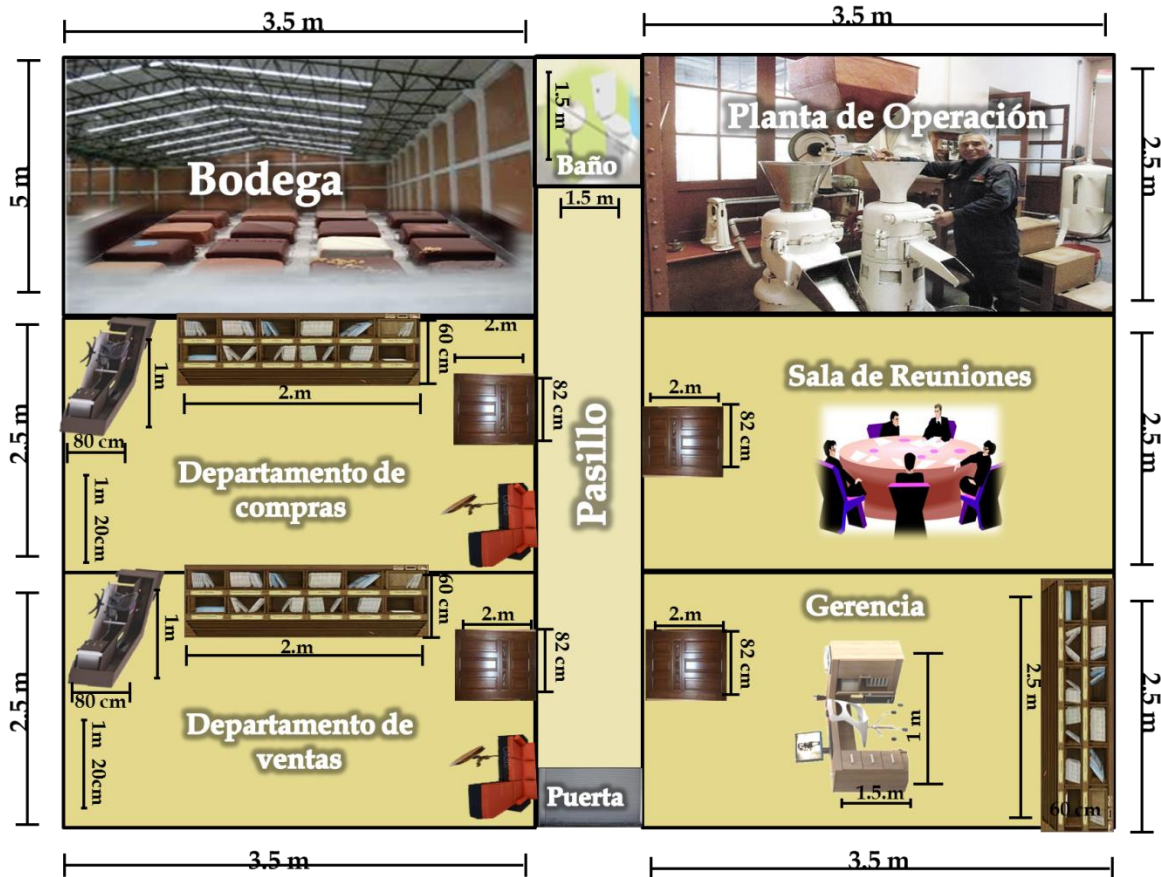 3.5 m
3.5 m
5 m
Bodega
1.5 m
Baño
1.5 m
Planta de Operación
2.5 m
2.5 m
1m
80 cm
2.m
60 cm
2.m
82 cm
Departamento de
compras
1m 20cm
Pasillo
2.m
82 cm
Sala de Reuniones
2.5 m
2.5 m
1m
80 cm
2.m
60 cm
2.m
82 cm
Departamento de
ventas
1m 20cm
Puerta
2.m
82 cm
Gerencia
1 m
1.5.m
2.5 m
60 cm
2.5 m
3.5 m
3.5 m